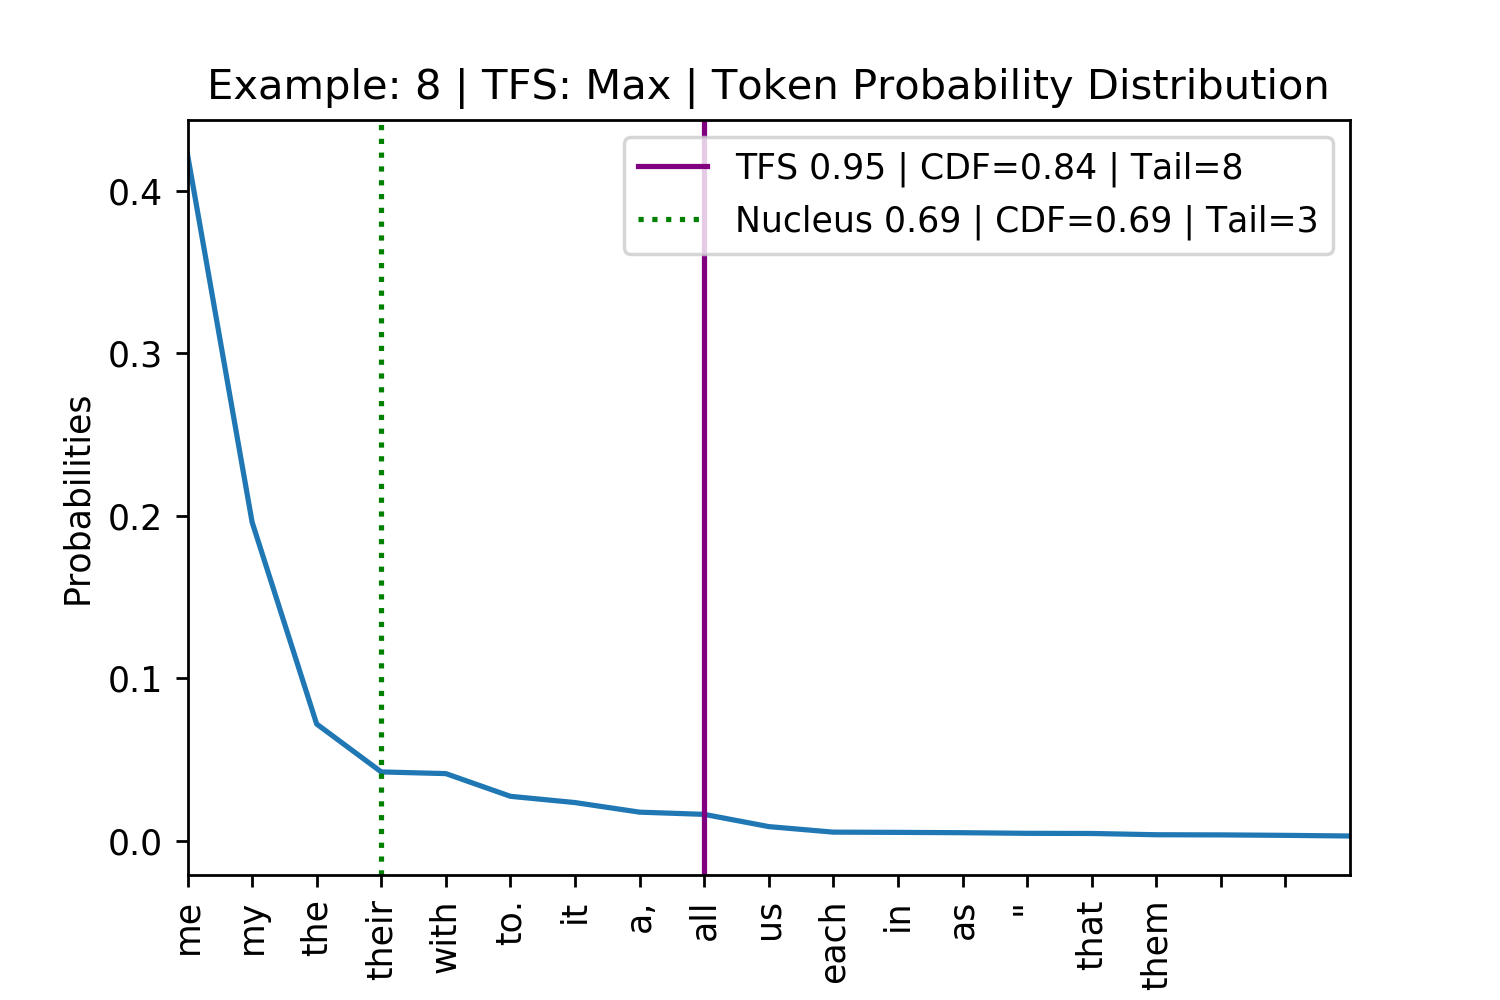 Example: 8 | TFS: Max | Token Probability Distribution
TFS 0.95 | CDF=0.84 | Tail=8
Nucleus 0.69 | CDF=0.69 | Tail=3
Probabilities
0.4
0.3
0.2
0.1
0.0
me
my
the
their
with
to.
it
a,
all
us
each
in
as
"
that
them